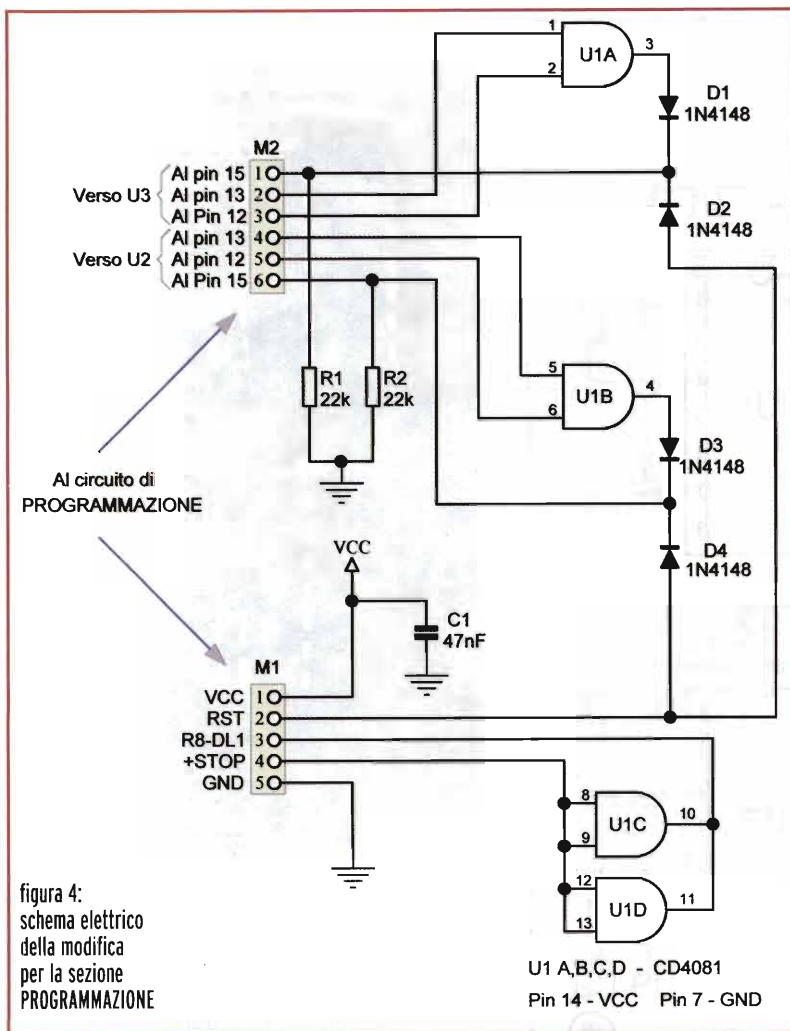 1
U1A
3
2
D1
1N4148
M2
Al pin 15 1
Verso U3 Al pin 13 2
Al Pin 12 3
D2
1N4148
Al pin 13 4
Verso U2 Al pin 12 5
Al Pin 15 6
R1
22k
R2
22k
5
U1B
4
6
D3
1N4148
Al circuito di
PROGRAMMAZIONE
VCC
D4
1N4148
C1
47nF
M1
VCC 1
RST 2
R8-DL1 3
+STOP 4
GND 5
8
U1C
10
9
12
U1D
11
13
figura 4:
schema elettrico
della modifica
per la sezione
PROGRAMMAZIONE
U1 A,B,C,D - CD4081
Pin 14 - VCC Pin 7 - GND